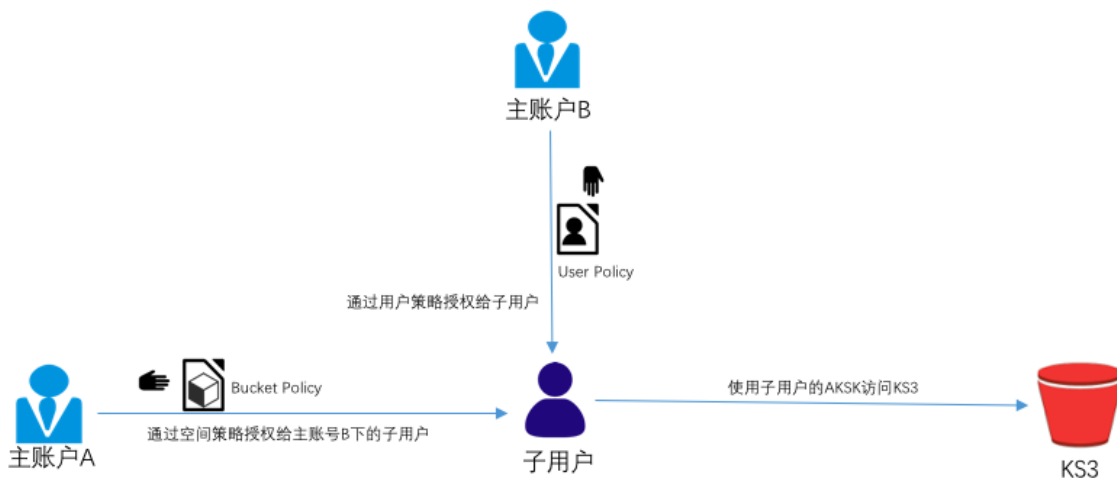 主账户B
User Policy
通过用户策略授权给子用户
Bucket Policy
使用子用户的AKSK访问KS3
通过空间策略授权给主账号B下的子用户
主账户A
子用户
KS3